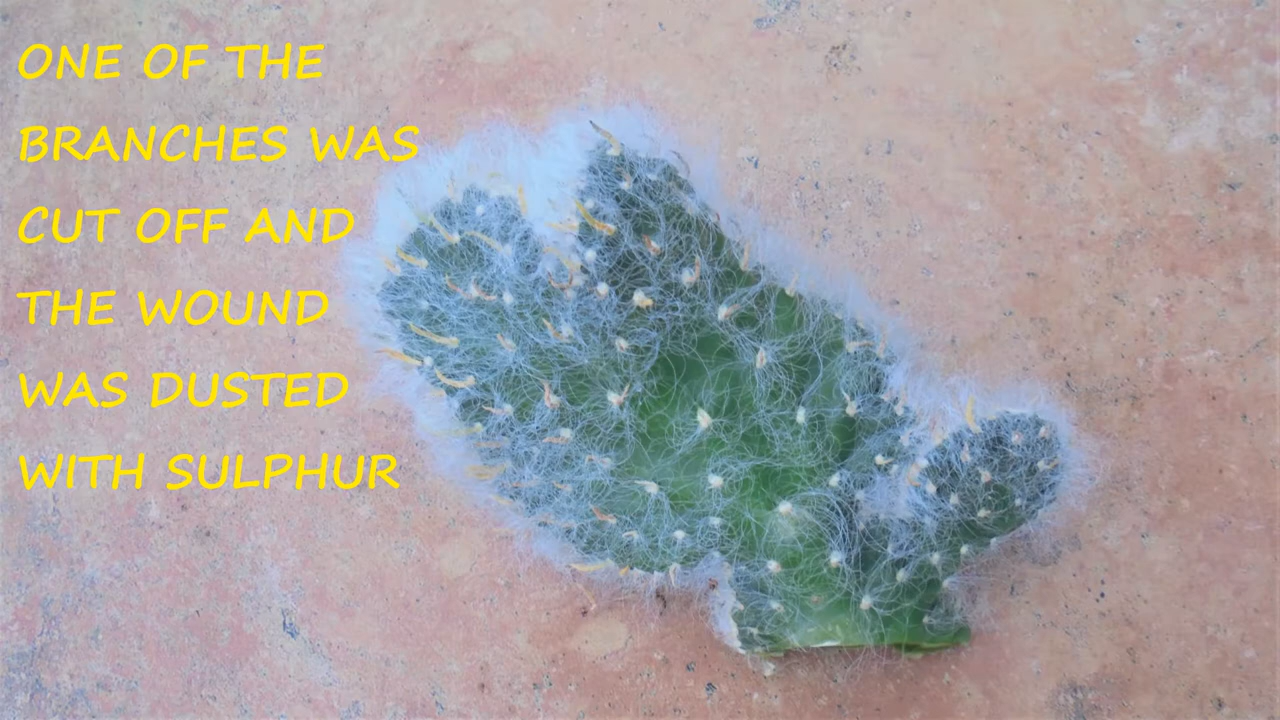 ONE OF THE
BRANCHES WAS
CUT OFF AND
THE WOUND
WAS DUSTED
WITH SULPHUR